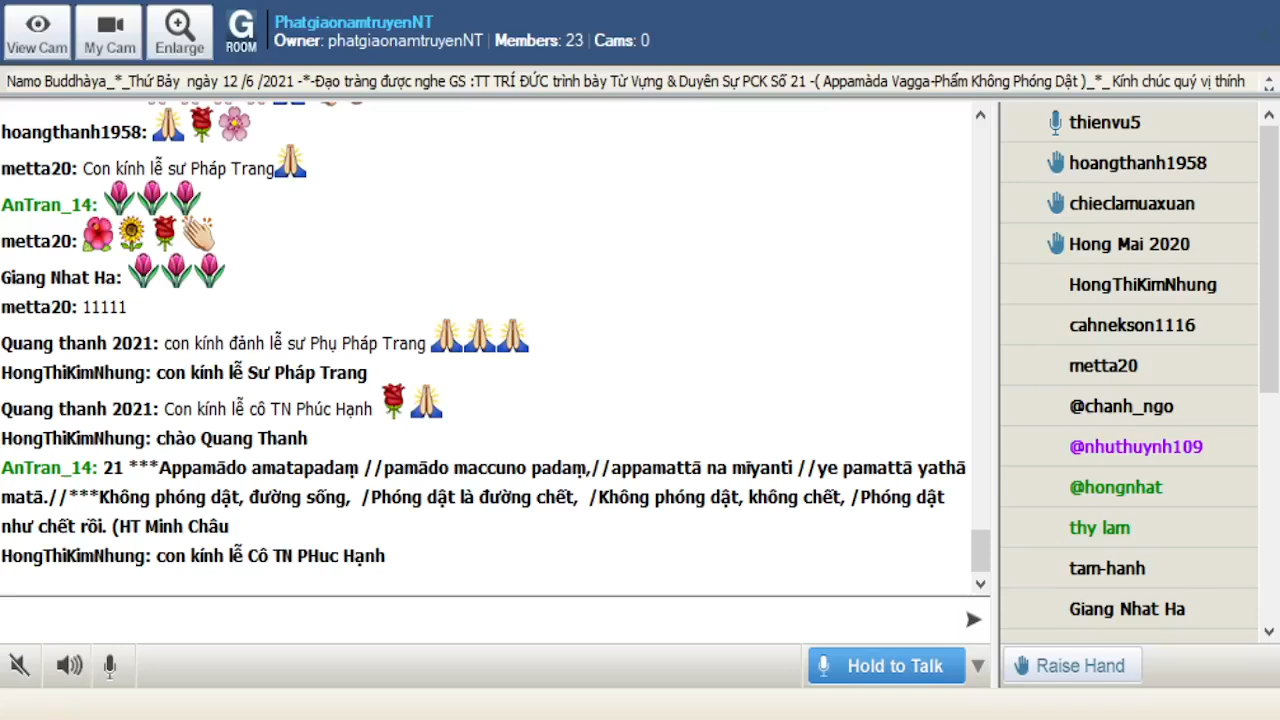 View Cam
My Cam
Enlarge
G
ROOM
PhatgiaonamtruyenNT
Owner: phatgiaonamtruyenNT | Members: 23 | Cams: 0
Namo Buddhàya_*_Thứ Bảy ngày 12 /6 /2021 -*-Đạo tràng được nghe GS :TT TRÍ ĐỨC trình bày Từ Vựng & Duyên Sự PCK Số 21 -( Appamàda Vagga-Phẩm Không Phóng Dật )_*_Kính chúc quý vị thính
hoangthanh1958:
metta20: Con kính lễ sư Pháp Trang
AnTran_14:
metta20:
Giang Nhat Ha:
metta20: 11111
Quang thanh 2021: con kính đảnh lễ sư Phụ Pháp Trang
HongThiKimNhung: con kính lễ Sư Pháp Trang
Quang thanh 2021: Con kính lễ cô TN Phúc Hạnh
HongThiKimNhung: chào Quang Thanh
AnTran_14: 21 ***Appamādo amatapadaṃ //pamādo maccuno padaṃ,//appamattā na mīyanti //ye pamattā yathā
matā.//***Không phóng dật, đường sống, /Phóng dật là đường chết, /Không phóng dật, không chết, /Phóng dật
như chết rồi. (HT Minh Châu
HongThiKimNhung: con kính lễ Cô TN PHuc Hạnh
Hold to Talk
thienvu5
hoangthanh1958
chieclamuaxuan
Hong Mai 2020
HongThiKimNhung
cahnekson1116
metta20
@chanh_ngo
@nhuthuynh109
@hongnhat
thy lam
tam-hanh
Giang Nhat Ha
Raise Hand